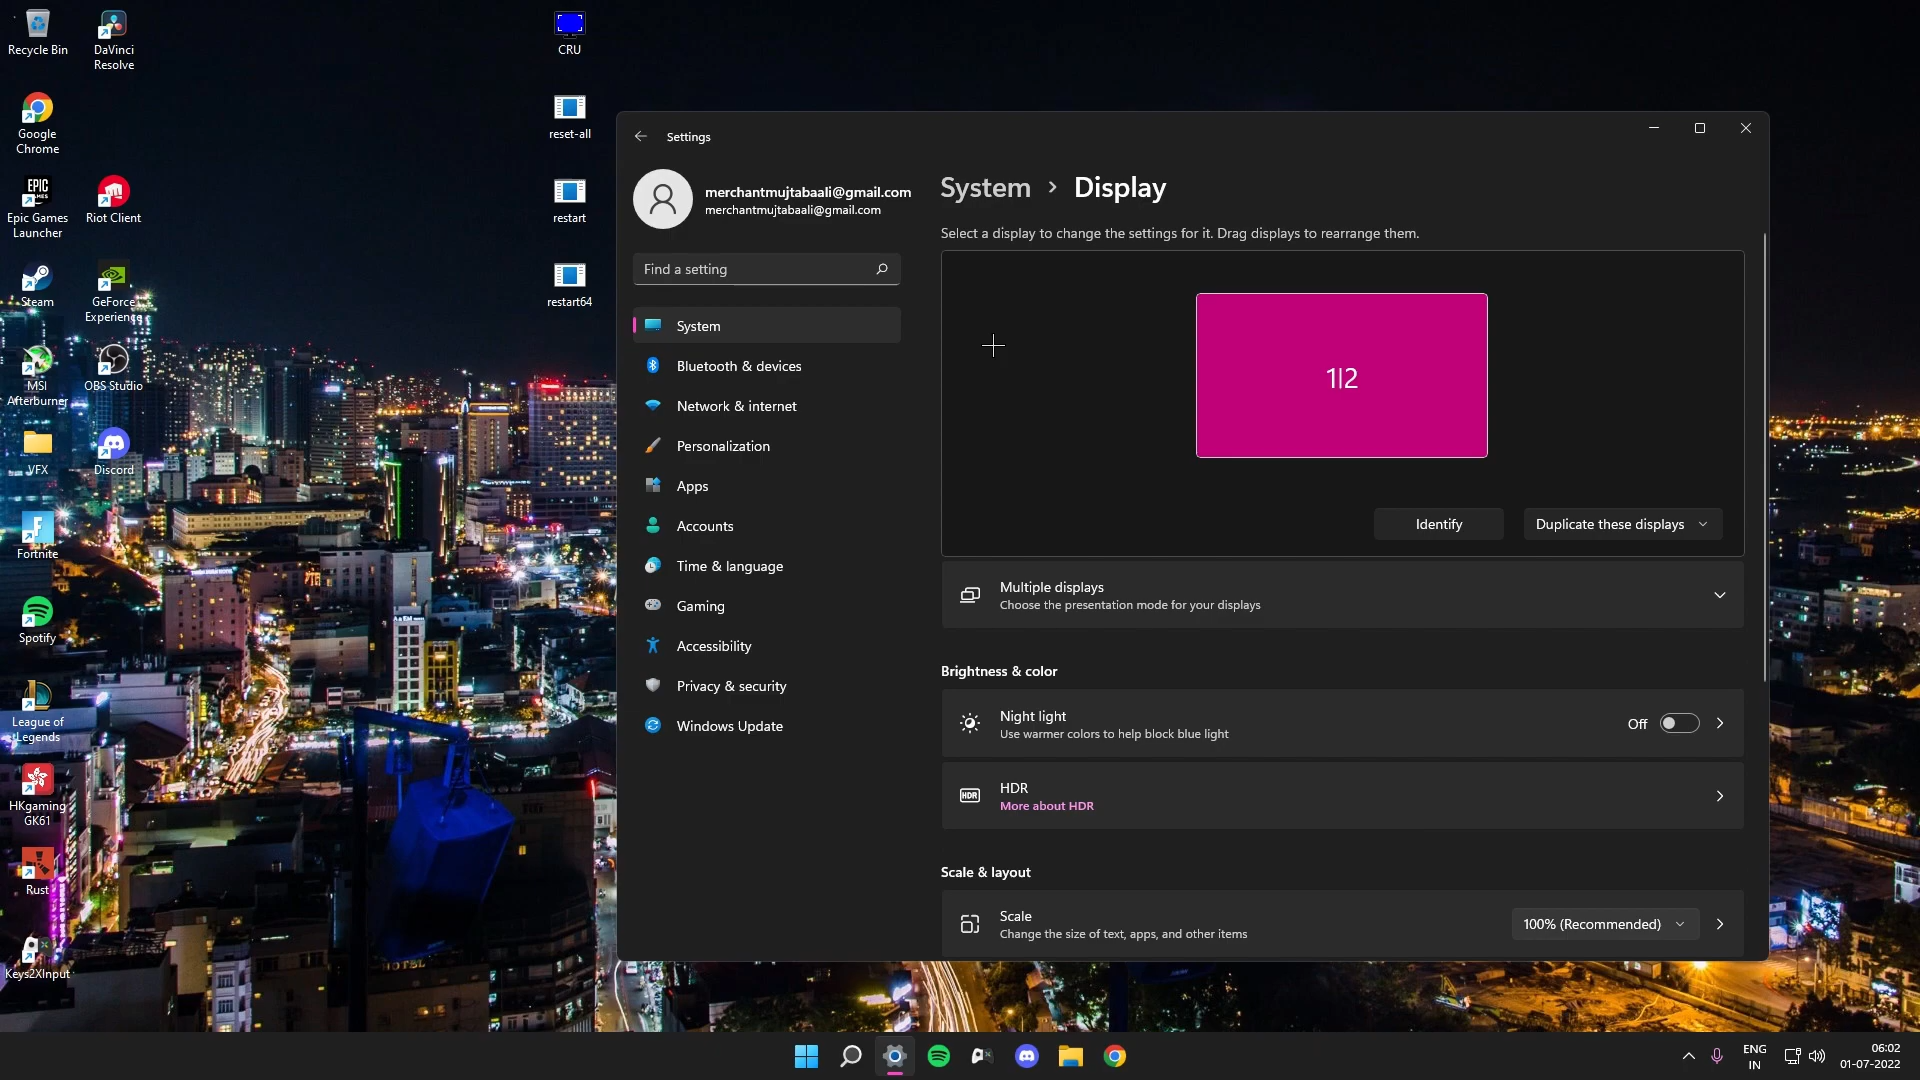 Recycle Bin
DaVinci
Resolve
CRU
Google
Chrome
reset-all
EPIC
GAMES
Epic Games
Launcher
Riot Client
restart
Steam
GeForce
Experience
restart64
MSI
Afterburner
OBS Studio
VFX
Discord
Fortnite
Spotify
League of
Legends
HKgaming
GK61
Rust
Keys2XInput
HOTEL
Settings
merchantmujtabaali@gmail.com
merchantmujtabaali@gmail.com
Find a setting
System
Bluetooth & devices
Network & internet
Personalization
Apps
Accounts
Time & language
Gaming
Accessibility
Privacy & security
Windows Update
System > Display
Select a display to change the settings for it. Drag displays to rearrange them.
1|2
Identify
Duplicate these displays
Multiple displays
Choose the presentation mode for your displays
Brightness & color
Night light
Use warmer colors to help block blue light
Off
HDR
HDR
More about HDR
Scale & layout
Scale
Change the size of text, apps, and other items
100% (Recommended)
ENG
IN
06:02
01-07-2022